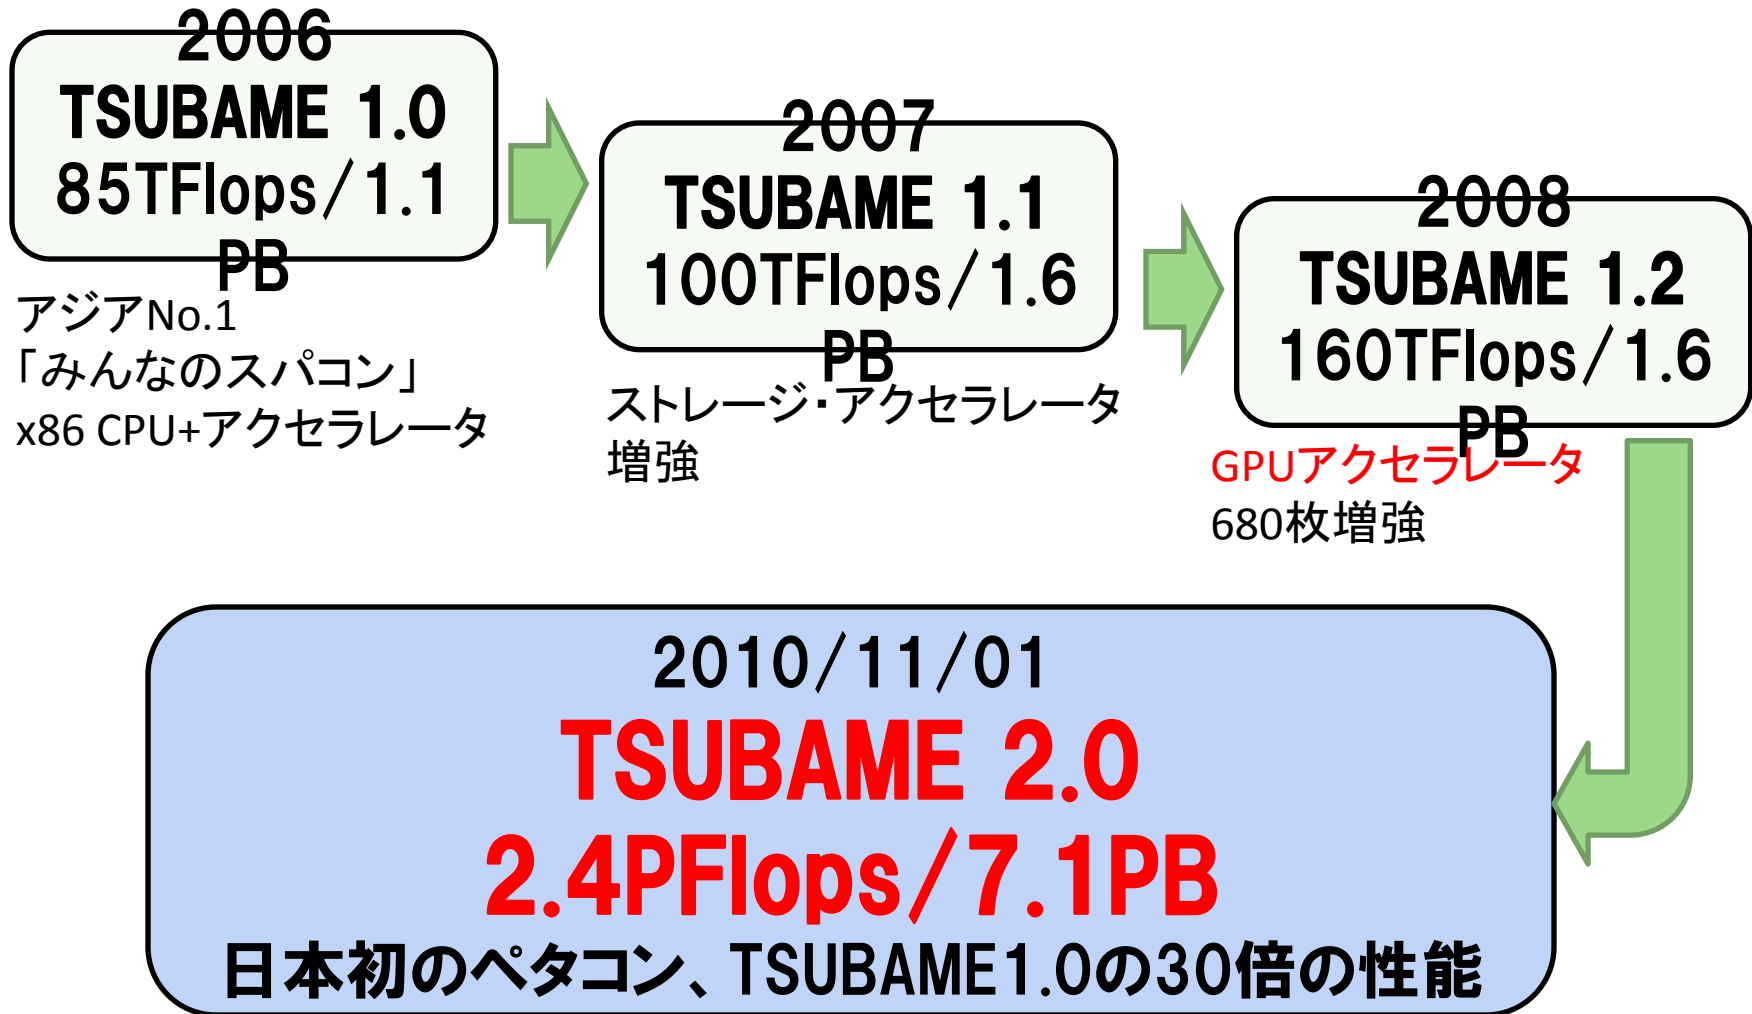 2006
TSUBAME 1.0
85TFlops/1.1
PB
アジアNo.1
「みんなのスパコン」
x86 CPU+アクセラレータ
2007
TSUBAME 1.1
100TFlops/1.6
PB
ストレージ・アクセラレータ
増強
2008
TSUBAME 1.2
160TFlops/1.6
PB
GPUアクセラレータ
680枚増強
2010/11/01
TSUBAME 2.0
2.4PFlops/7.1PB
日本初のペタコン、TSUBAME1.0の30倍の性能